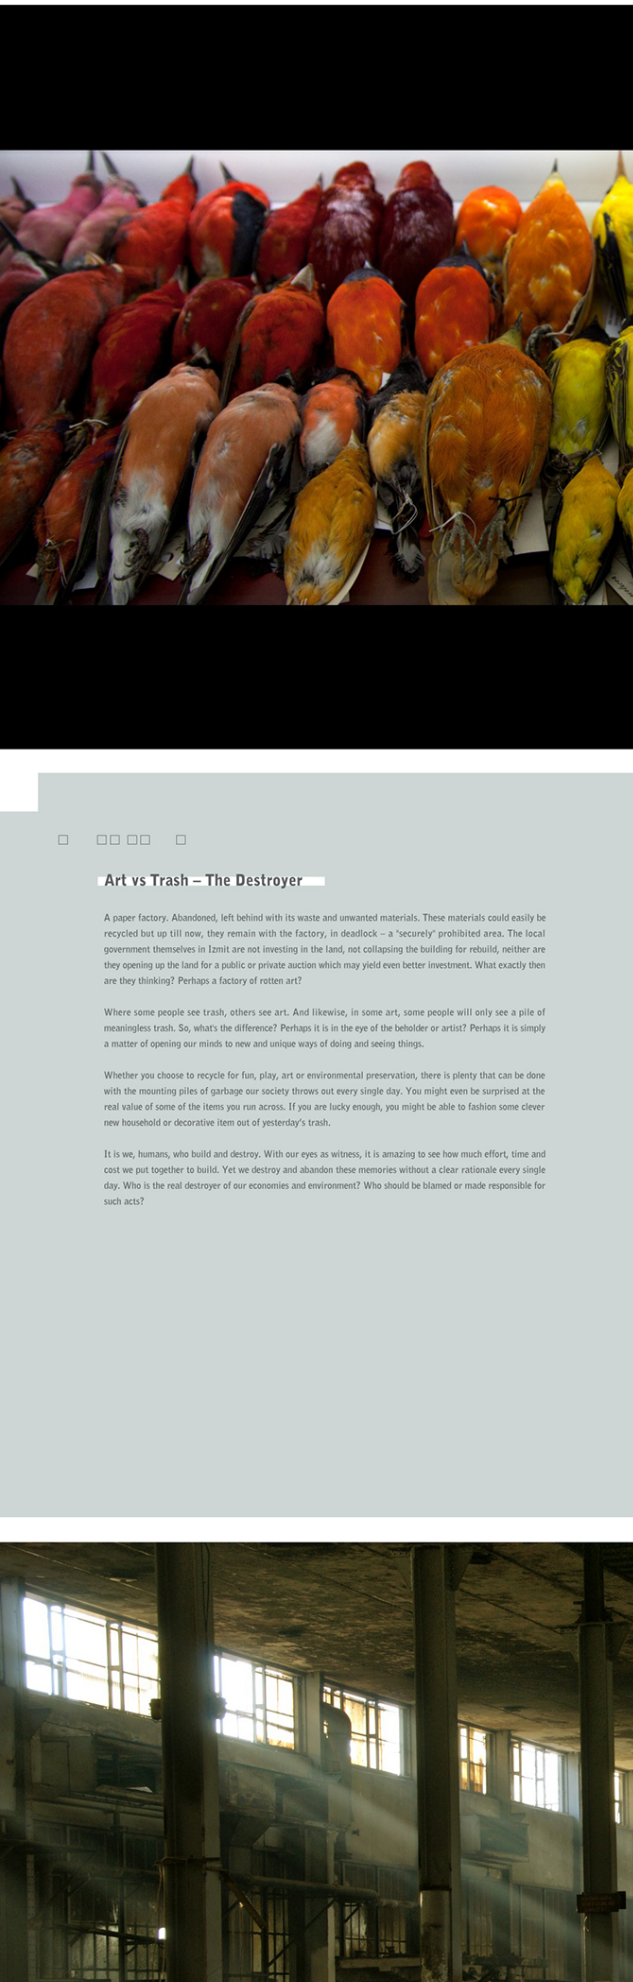 Art vs Trash – The Destroyer
A paper factory. Abandoned, left behind with its waste and unwanted materials. These materials could easily be
recycled but up till now, they remain with the factory, in deadlock – a "securely" prohibited area. The local
government themselves in Izmit are not investing in the land, not collapsing the building for rebuild, neither are
they opening up the land for a public or private auction which may yield even better investment. What exactly then
are they thinking? Perhaps a factory of rotten art?
Where some people see trash, others see art. And likewise, in some art, some people will only see a pile of
meaningless trash. So, what's the difference? Perhaps it is in the eye of the beholder or artist? Perhaps it is simply
a matter of opening our minds to new and unique ways of doing and seeing things.
Whether you choose to recycle for fun, play, art or environmental preservation, there is plenty that can be done
with the mounting piles of garbage our society throws out every single day. You might even be surprised at the
real value of some of the items you run across. If you are lucky enough, you might be able to fashion some clever
new household or decorative item out of yesterday's trash.
It is we, humans, who build and destroy. With our eyes as witness, it is amazing to see how much effort, time and
cost we put together to build. Yet we destroy and abandon these memories without a clear rationale every single
day. Who is the real destroyer of our economies and environment? Who should be blamed or made responsible for
such acts?